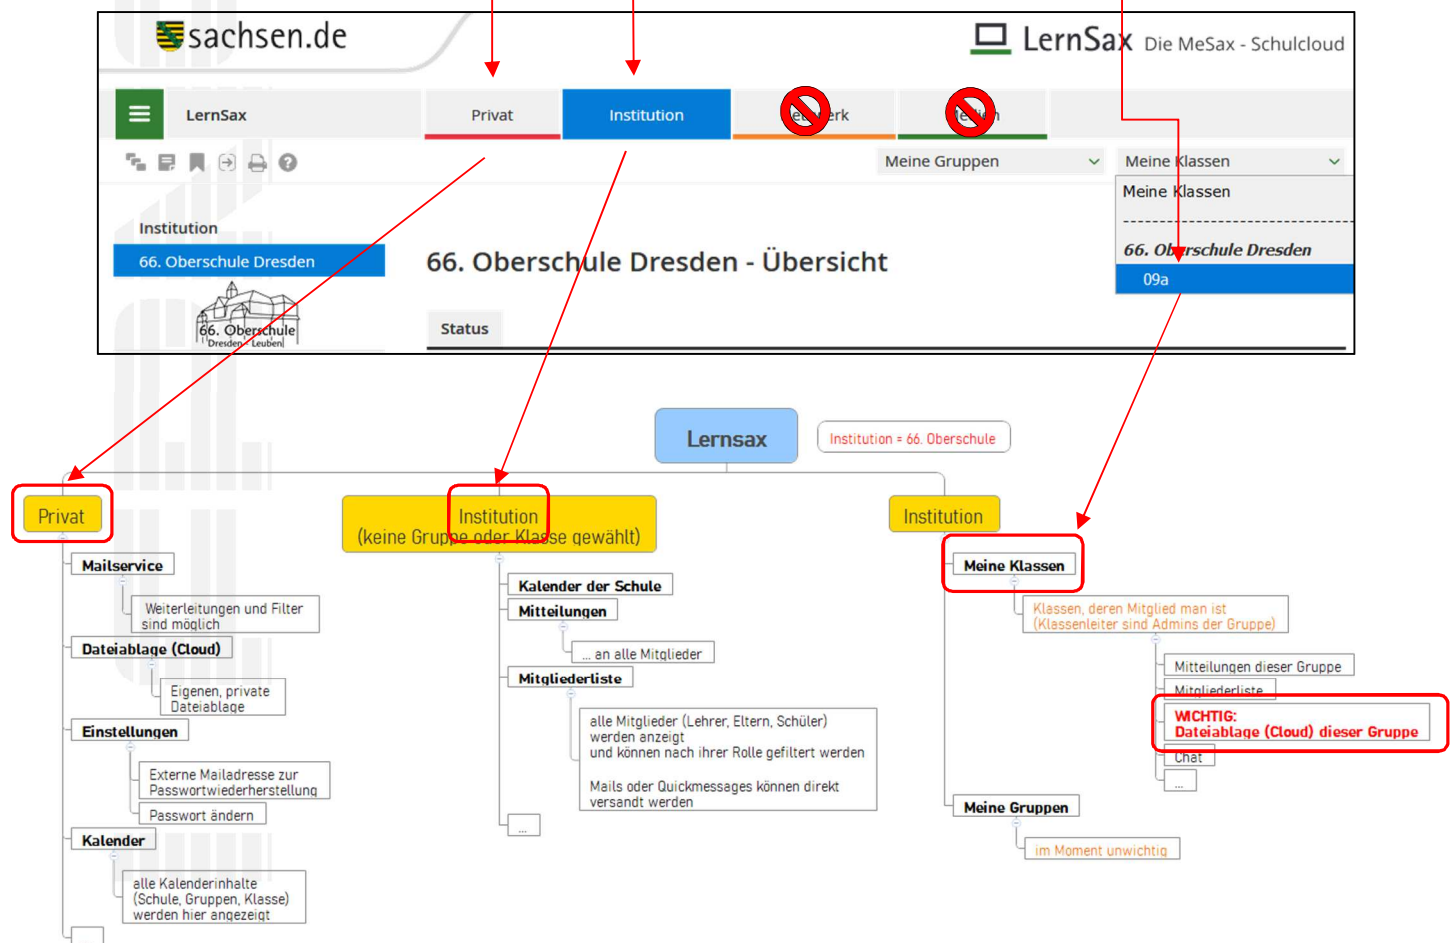 sachsen.de
LernSax Die MeSax - Schulcloud
LernSax
Privat
Institution
Meine Gruppen
Meine Klassen
Meine Klassen
Institution
66. Oberschule Dresden
66. Oberschule Dresden
09a
66. Oberschule Dresden - Übersicht
66. Oberschule
Dresden - Leuben
Status
Lernsax
Institution = 66. Oberschule
Privat
Mailservice
Weiterleitungen und Filter
sind möglich
Dateiablage (Cloud)
Eigenen, private
Dateiablage
Einstellungen
Externe Mailadresse zur
Passwortwiederherstellung
Passwort ändern
Kalender
alle Kalenderinhalte
(Schule, Gruppen, Klasse)
werden hier angezeigt
Institution
(keine Gruppe oder Klasse gewählt)
Kalender der Schule
Mitteilungen
... an alle Mitglieder
Mitgliederliste
alle Mitglieder (Lehrer, Eltern, Schüler)
werden anzeigt
und können nach ihrer Rolle gefiltert werden
Mails oder Quickmessages können direkt
versandt werden
...
Institution
Meine Klassen
Klassen, deren Mitglied man ist
(Klassenleiter sind Admins der Gruppe)
Mitteilungen dieser Gruppe
Mitgliederliste
WICHTIG:
Dateiablage (Cloud) dieser Gruppe
Chat
...
Meine Gruppen
im Moment unwichtig